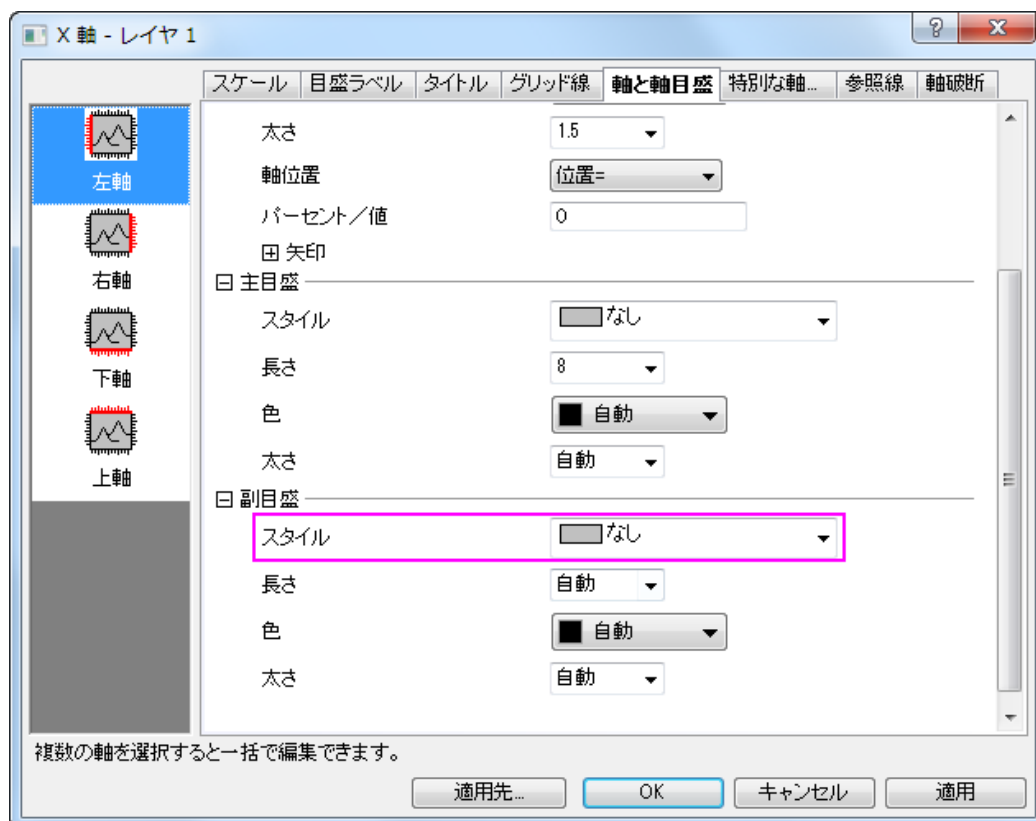 X 軸 - レイヤ 1
スケール 目盛ラベル タイトル グリッド線 軸と軸目盛 特別な軸... 参照線 軸破断
左軸
右軸
下軸
上軸
太さ 1.5
軸位置 位置=
パーセント／値 0
矢印
主目盛
スタイル なし
長さ 8
色 自動
太さ 自動
副目盛
スタイル なし
長さ 自動
色 自動
太さ 自動
複数の軸を選択すると一括で編集できます。
適用先... OK キャンセル 適用